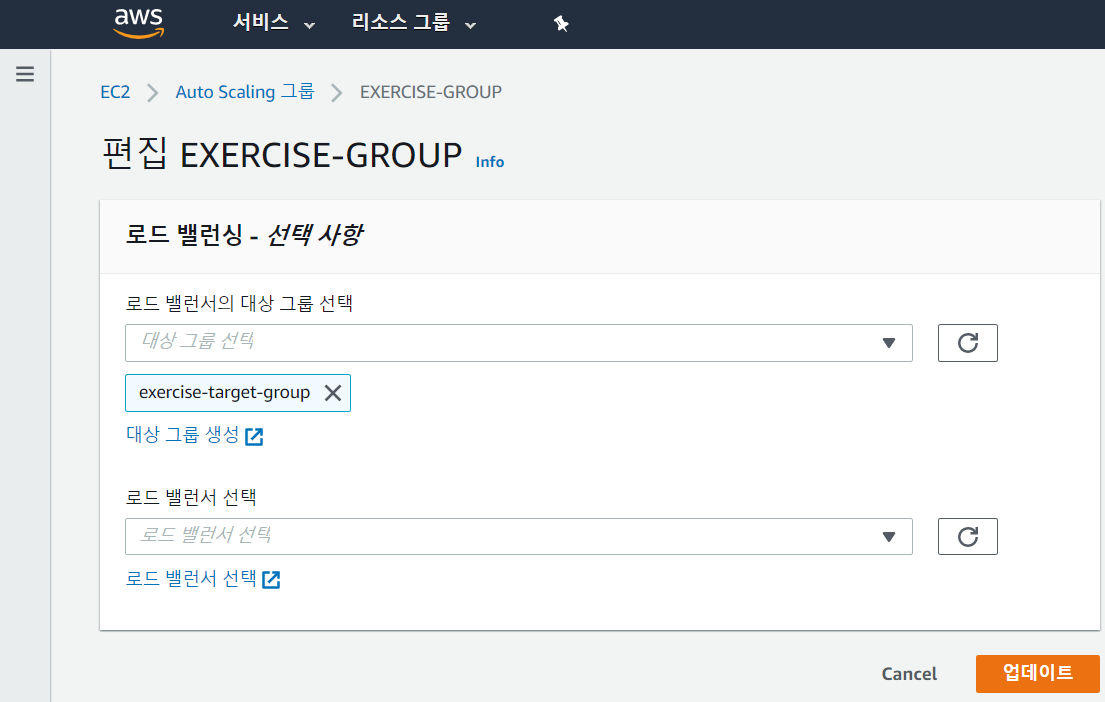 aws 서비스 리소스 그룹
EC2 Auto Scaling 그룹 EXERCISE-GROUP
편집 EXERCISE-GROUP Info
로드 밸런싱 - 선택 사항
로드 밸런서의 대상 그룹 선택
대상 그룹 선택
exercise-target-group
대상 그룹 생성
로드 밸런서 선택
로드 밸런서 선택
로드 밸런서 선택
Cancel 업데이트